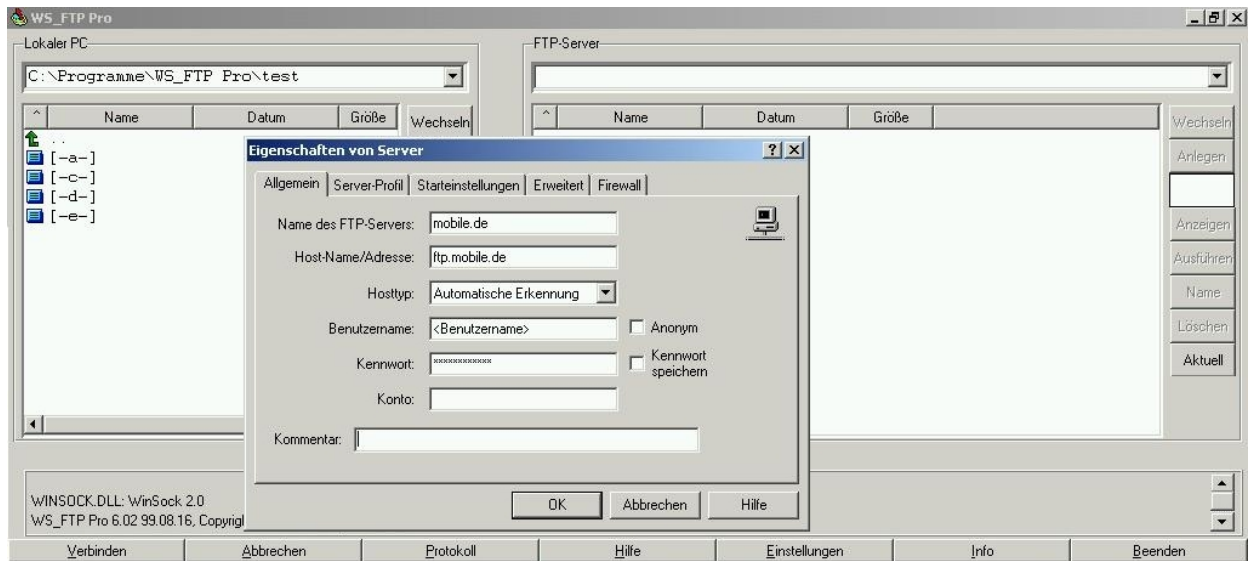 WS_FTP Pro
Lokaler PC
C:\Programme\WS_FTP Pro\test
^ Name Datum Größe
Wechseln
..
[-a-]
[-c-]
[-d-]
[-e-]
FTP-Server
^ Name Datum Größe
Wechseln
Anlegen
Anzeigen
Ausführen
Name
Löschen
Aktuell
Eigenschaften von Server
Allgemein Server-Profil Starteinstellungen Erweitert Firewall
Name des FTP-Servers: mobile.de
Host-Name/Adresse: ftp.mobile.de
Hosttyp: Automatische Erkennung
Benutzername: <Benutzername> Anonym
Kennwort: ************ Kennwort
speichern
Konto:
Kommentar:
OK Abbrechen Hilfe
WINSOCK.DLL: WinSock 2.0
WS_FTP Pro 6.02 99.08.16, Copyrigh
Verbinden Abbrechen Protokoll Hilfe Einstellungen Info Beenden